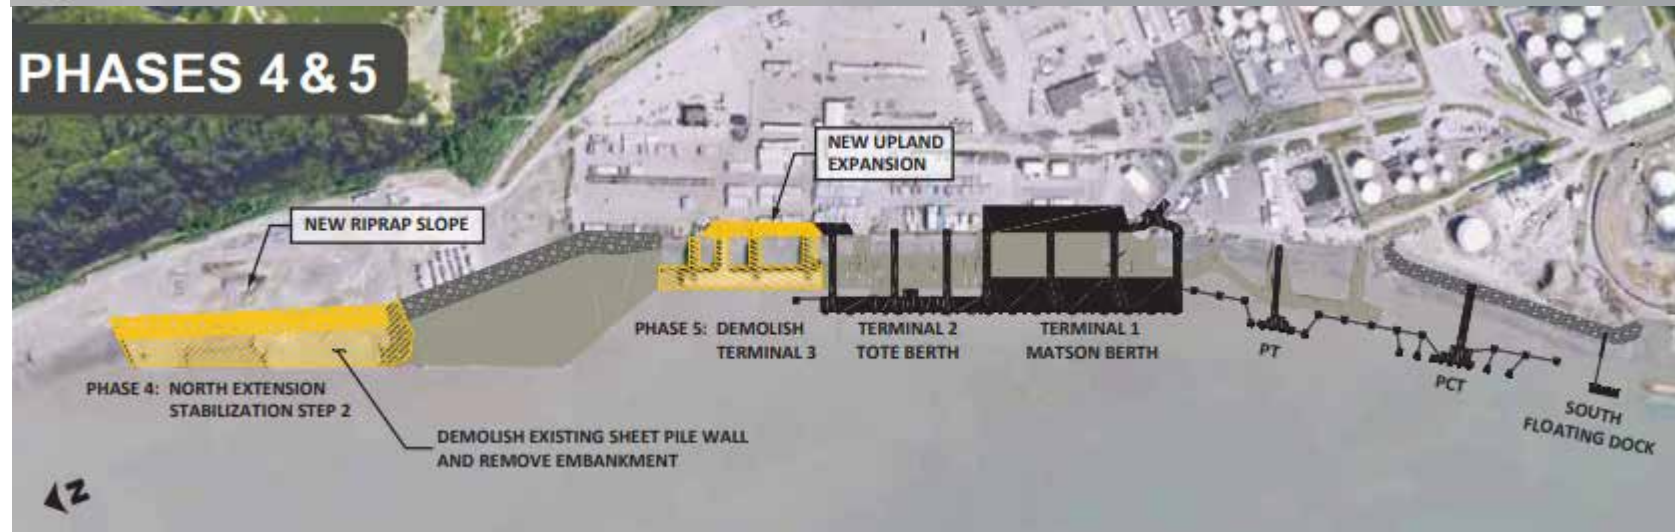 PHASES 4 & 5
NEW UPLAND
EXPANSION
NEW RIPRAP SLOPE
PHASE 5: DEMOLISH
TERMINAL 3
TERMINAL 2
TOTE BERTH
TERMINAL 1
MATSON BERTH
PT
PCT
SOUTH
FLOATING DOCK
PHASE 4: NORTH EXTENSION
STABILIZATION STEP 2
DEMOLISH EXISTING SHEET PILE WALL
AND REMOVE EMBANKMENT
N